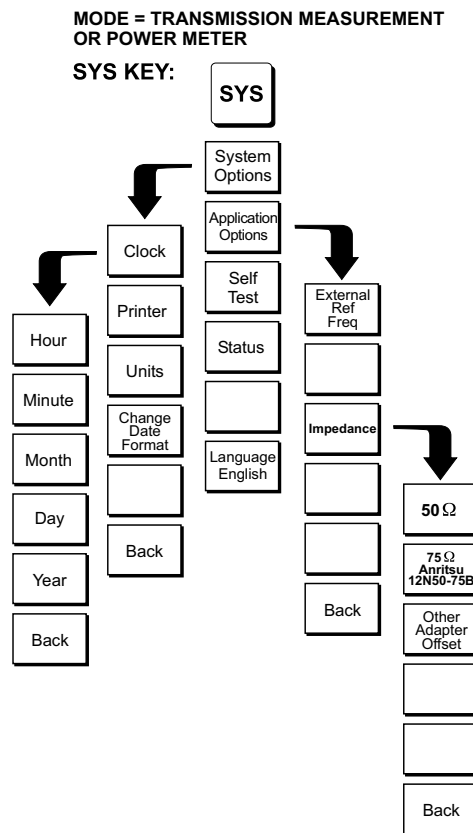 MODE = TRANSMISSION MEASUREMENT
OR POWER METER
SYS KEY:
SYS
System
Options
Application
Options
Self
Test
Status
Language
English
Clock
Printer
Units
Change
Date
Format
Back
Hour
Minute
Month
Day
Year
Back
External
Ref
Freq
Impedance
Back
50 Ω
75 Ω
Anritsu
12N50-75B
Other
Adapter
Offset
Back